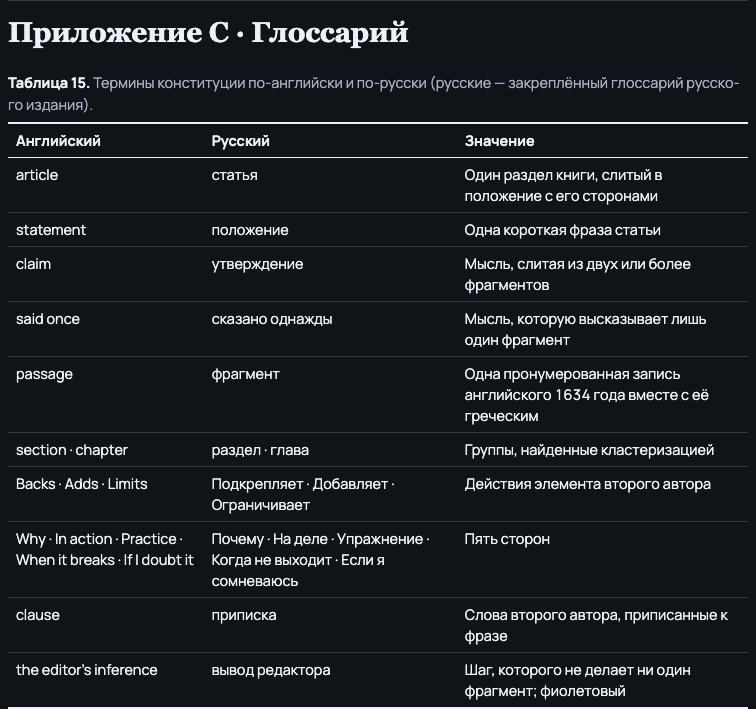 Приложение C · Глоссарий
Таблица 15. Термины конституции по-английски и по-русски (русские — закреплённый глоссарий русско-
го издания).
Английский Русский Значение
article статья Один раздел книги, слитый в
положение с его сторонами
statement положение Одна короткая фраза статьи
claim утверждение Мысль, слитая из двух или более
фрагментов
said once сказано однажды Мысль, которую высказывает лишь
один фрагмент
passage фрагмент Одна пронумерованная запись
английского 1634 года вместе с её
греческим
section · chapter раздел · глава Группы, найденные кластеризацией
Backs · Adds · Limits Подкрепляет · Добавляет · Действия элемента второго автора
Ограничивает
Why · In action · Practice · Почему · На деле · Упражнение · Пять сторон
When it breaks · If I doubt it Когда не выходит · Если я
сомневаюсь
clause приписка Слова второго автора, приписанные к
фразе
the editor's inference вывод редактора Шаг, которого не делает ни один
фрагмент; фиолетовый